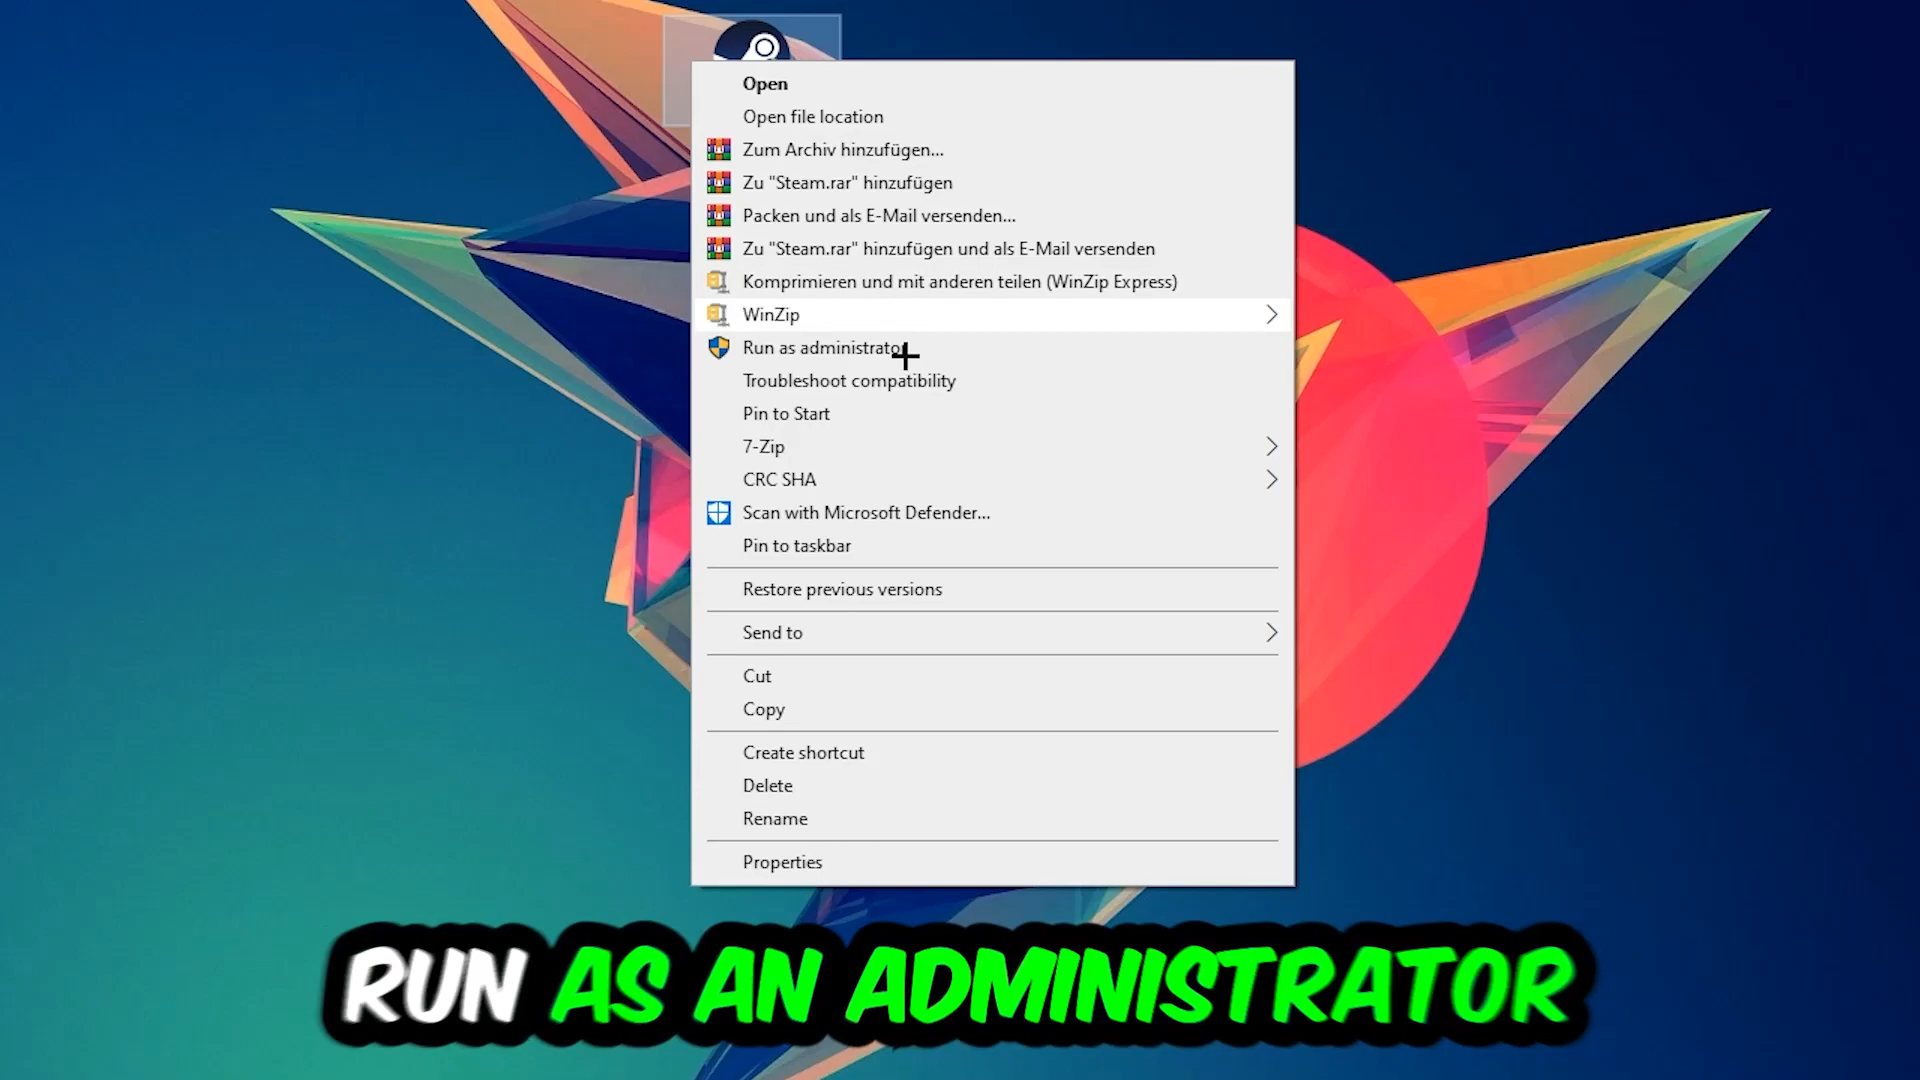 Open
Open file location
Zum Archiv hinzufügen...
Zu "Steam.rar" hinzufügen
Packen und als E-Mail versenden...
Zu "Steam.rar" hinzufügen und als E-Mail versenden
Komprimieren und mit anderen teilen (WinZip Express)
WinZip
Run as administrator
Troubleshoot compatibility
Pin to Start
7-Zip
CRC SHA
Scan with Microsoft Defender...
Pin to taskbar
Restore previous versions
Send to
Cut
Copy
Create shortcut
Delete
Rename
Properties
RUN AS AN ADMINISTRATOR